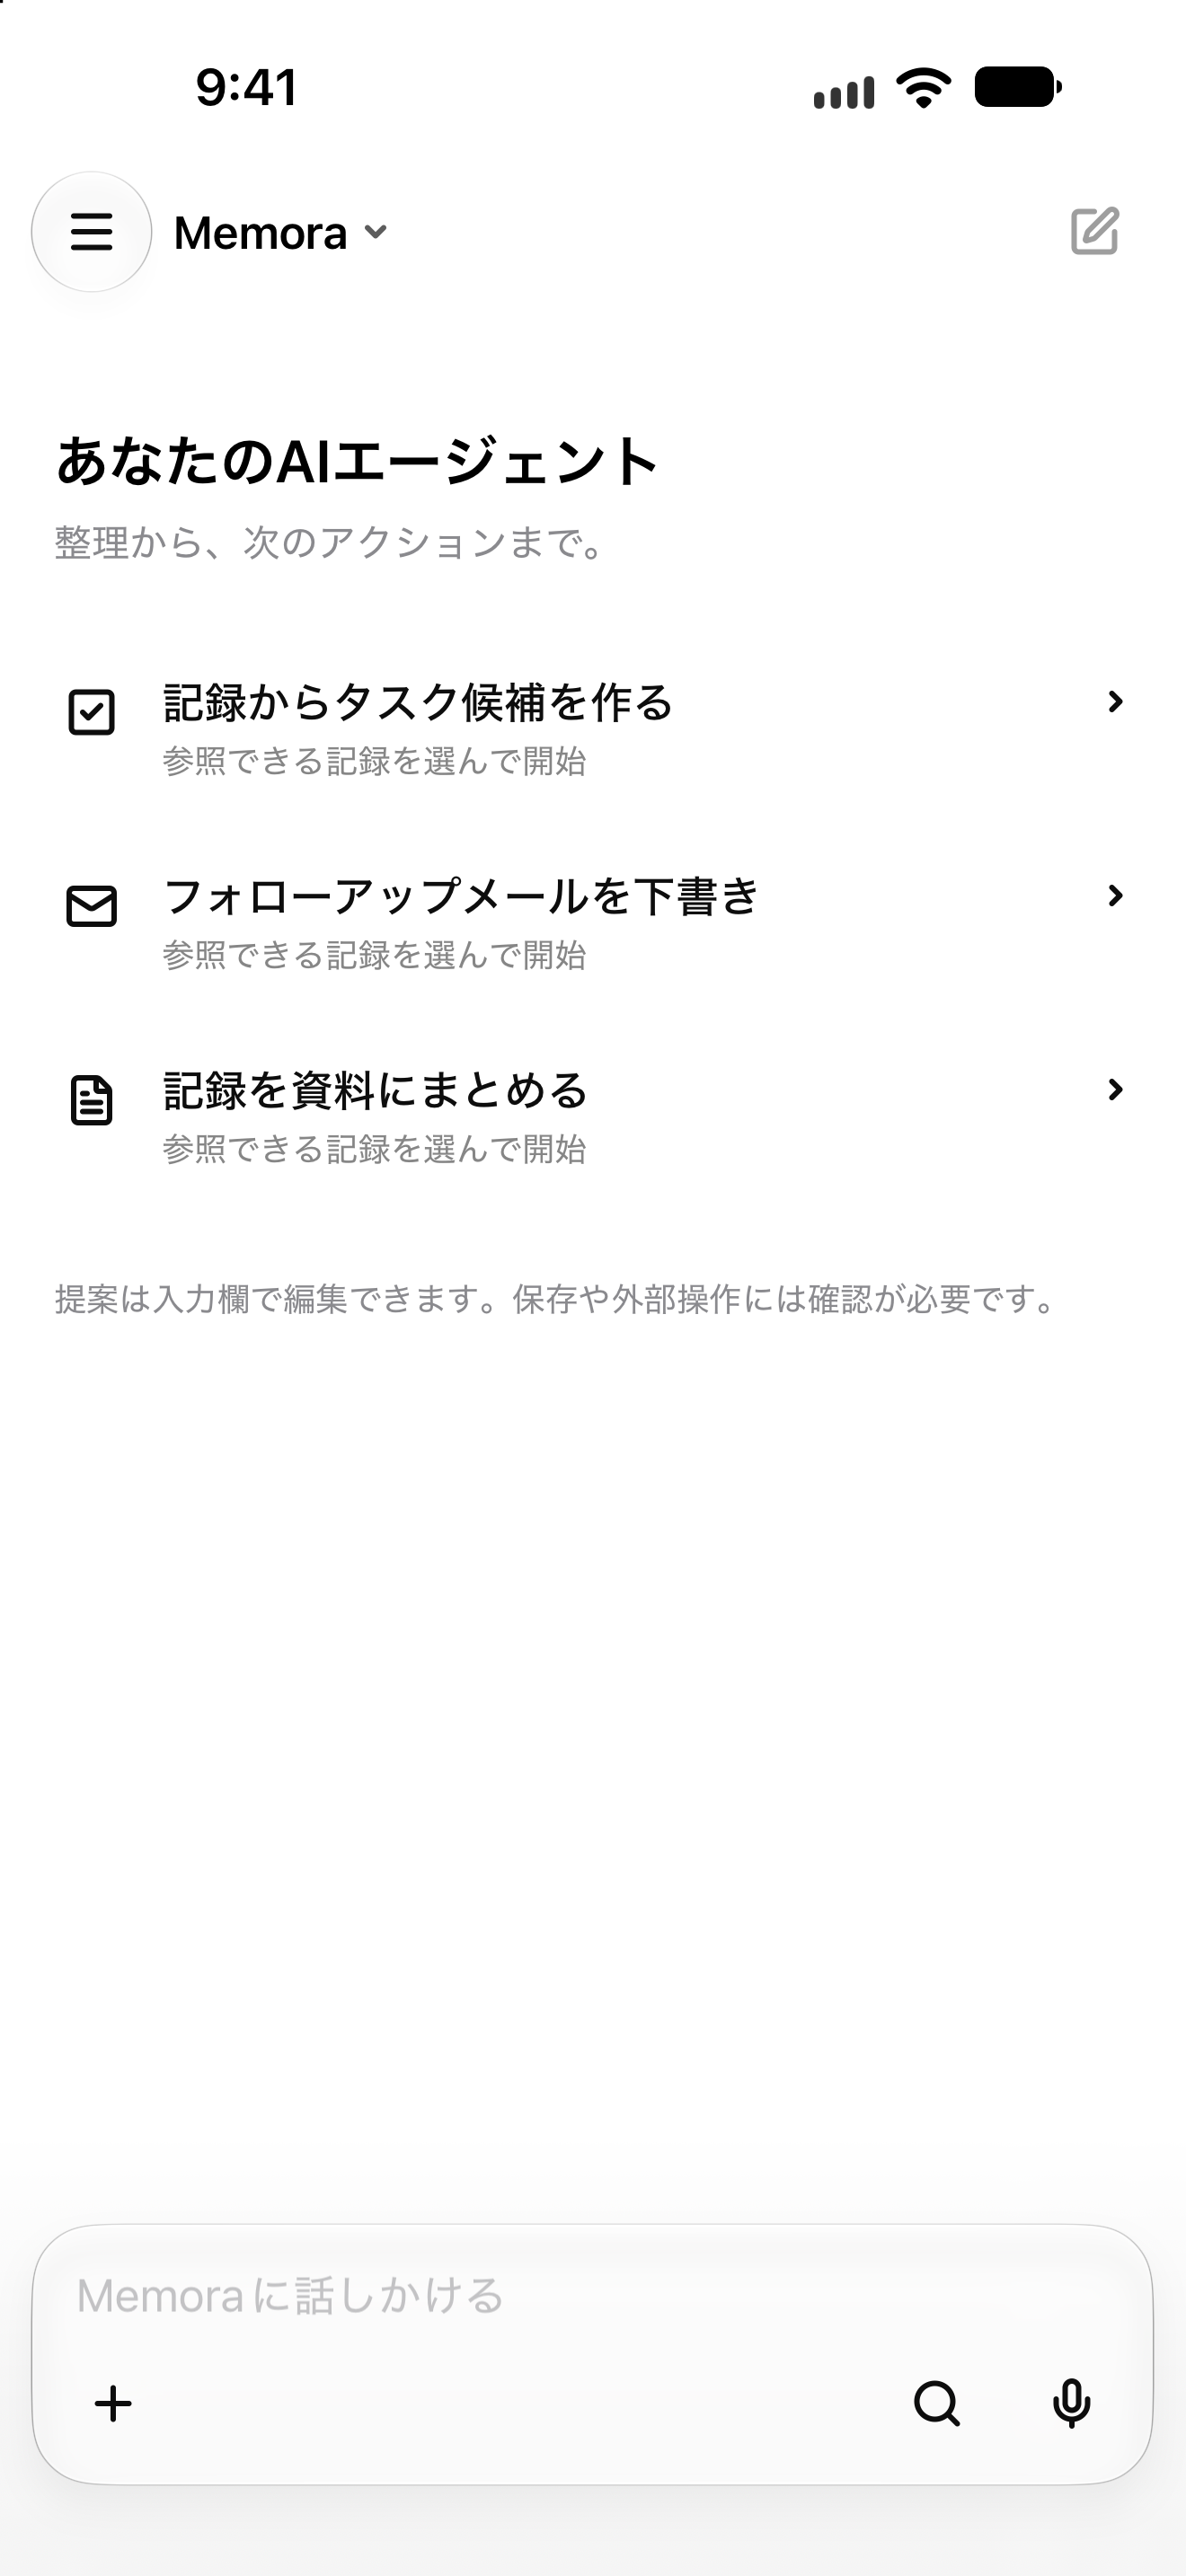 9:41
Memora
あなたのAIエージェント
整理から、次のアクションまで。
記録からタスク候補を作る
参照できる記録を選んで開始
フォローアップメールを下書き
参照できる記録を選んで開始
記録を資料にまとめる
参照できる記録を選んで開始
提案は入力欄で編集できます。保存や外部操作には確認が必要です。
Memoraに話しかける